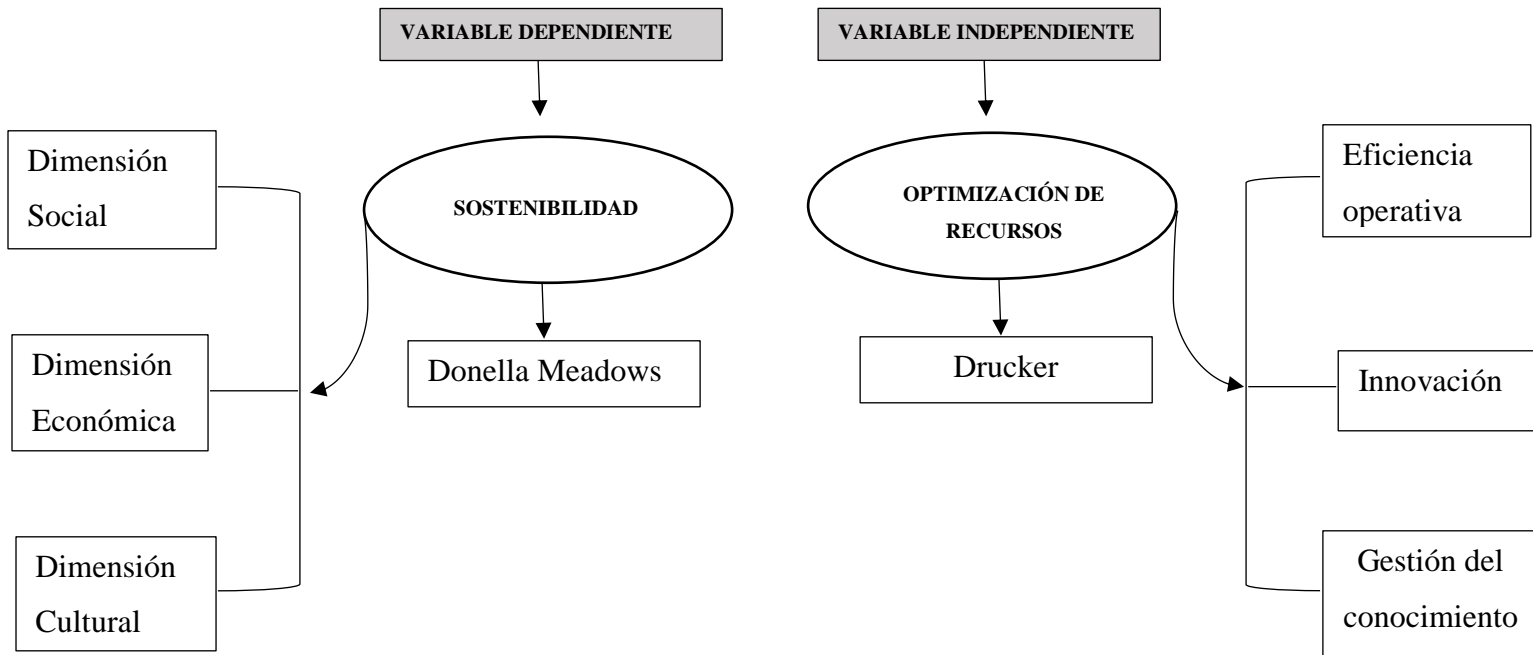 VARIABLE DEPENDIENTE
VARIABLE INDEPENDIENTE
Dimensión
Social
SOSTENIBILIDAD
OPTIMIZACIÓN DE
RECURSOS
Eficiencia
operativa
Dimensión
Económica
Donella Meadows
Drucker
Innovación
Dimensión
Cultural
Gestión del
conocimiento